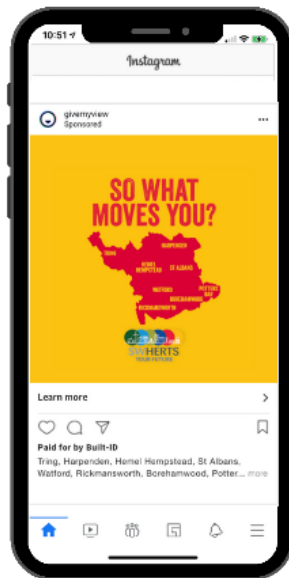 10:51
Instagram
givemyview
Sponsored
SO WHAT
MOVES YOU?
HARPENDEN
TRING
HEMEL
HEMPSTEAD
ST ALBANS
WATFORD
POTTERS
BAR
BOREHAMWOOD
RICKMANSWORTH
SWHERTS
YOUR FUTURE
Learn more
Paid for by Built-ID
Tring, Harpenden, Hemel Hempstead, St Albans,
Watford, Rickmansworth, Borehamwood, Potter... more